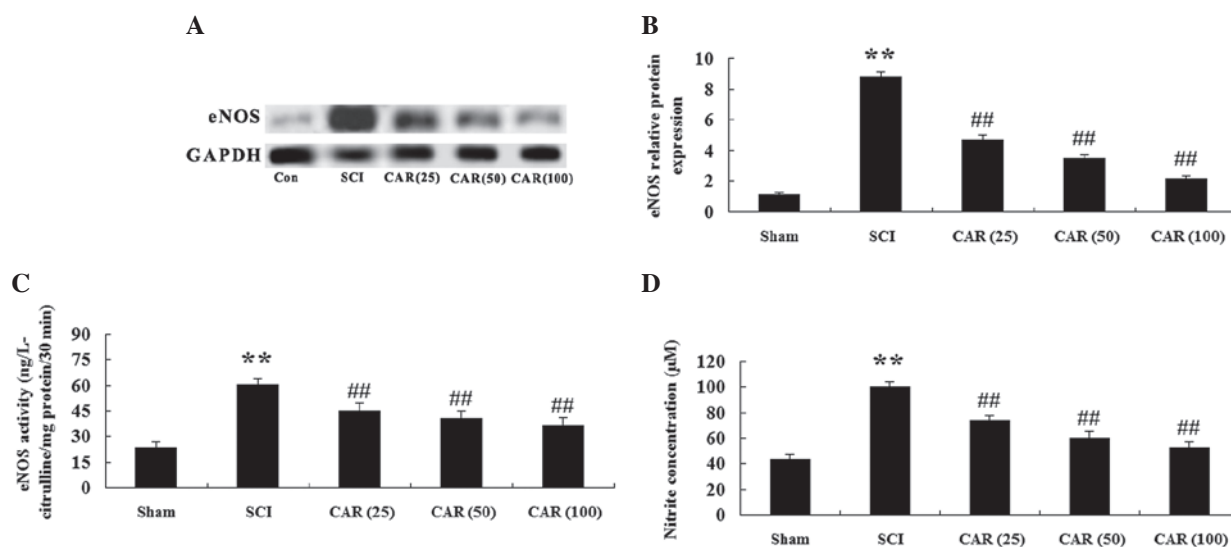 A
eNOS
GAPDH
Con SCI CAR(25) CAR(50) CAR(100)
B
eNOS relative protein
expression
10
8
6
4
2
0
**
##
##
##
Sham SCI CAR (25) CAR (50) CAR (100)
C
eNOS activity (ng/L-
citrulline/mg protein/30 min)
90
75
60
45
30
15
0
**
##
##
##
Sham SCI CAR (25) CAR (50) CAR (100)
D
Nitrite concentration (µM)
120
100
80
60
40
20
0
**
##
##
##
Sham SCI CAR (25) CAR (50) CAR (100)